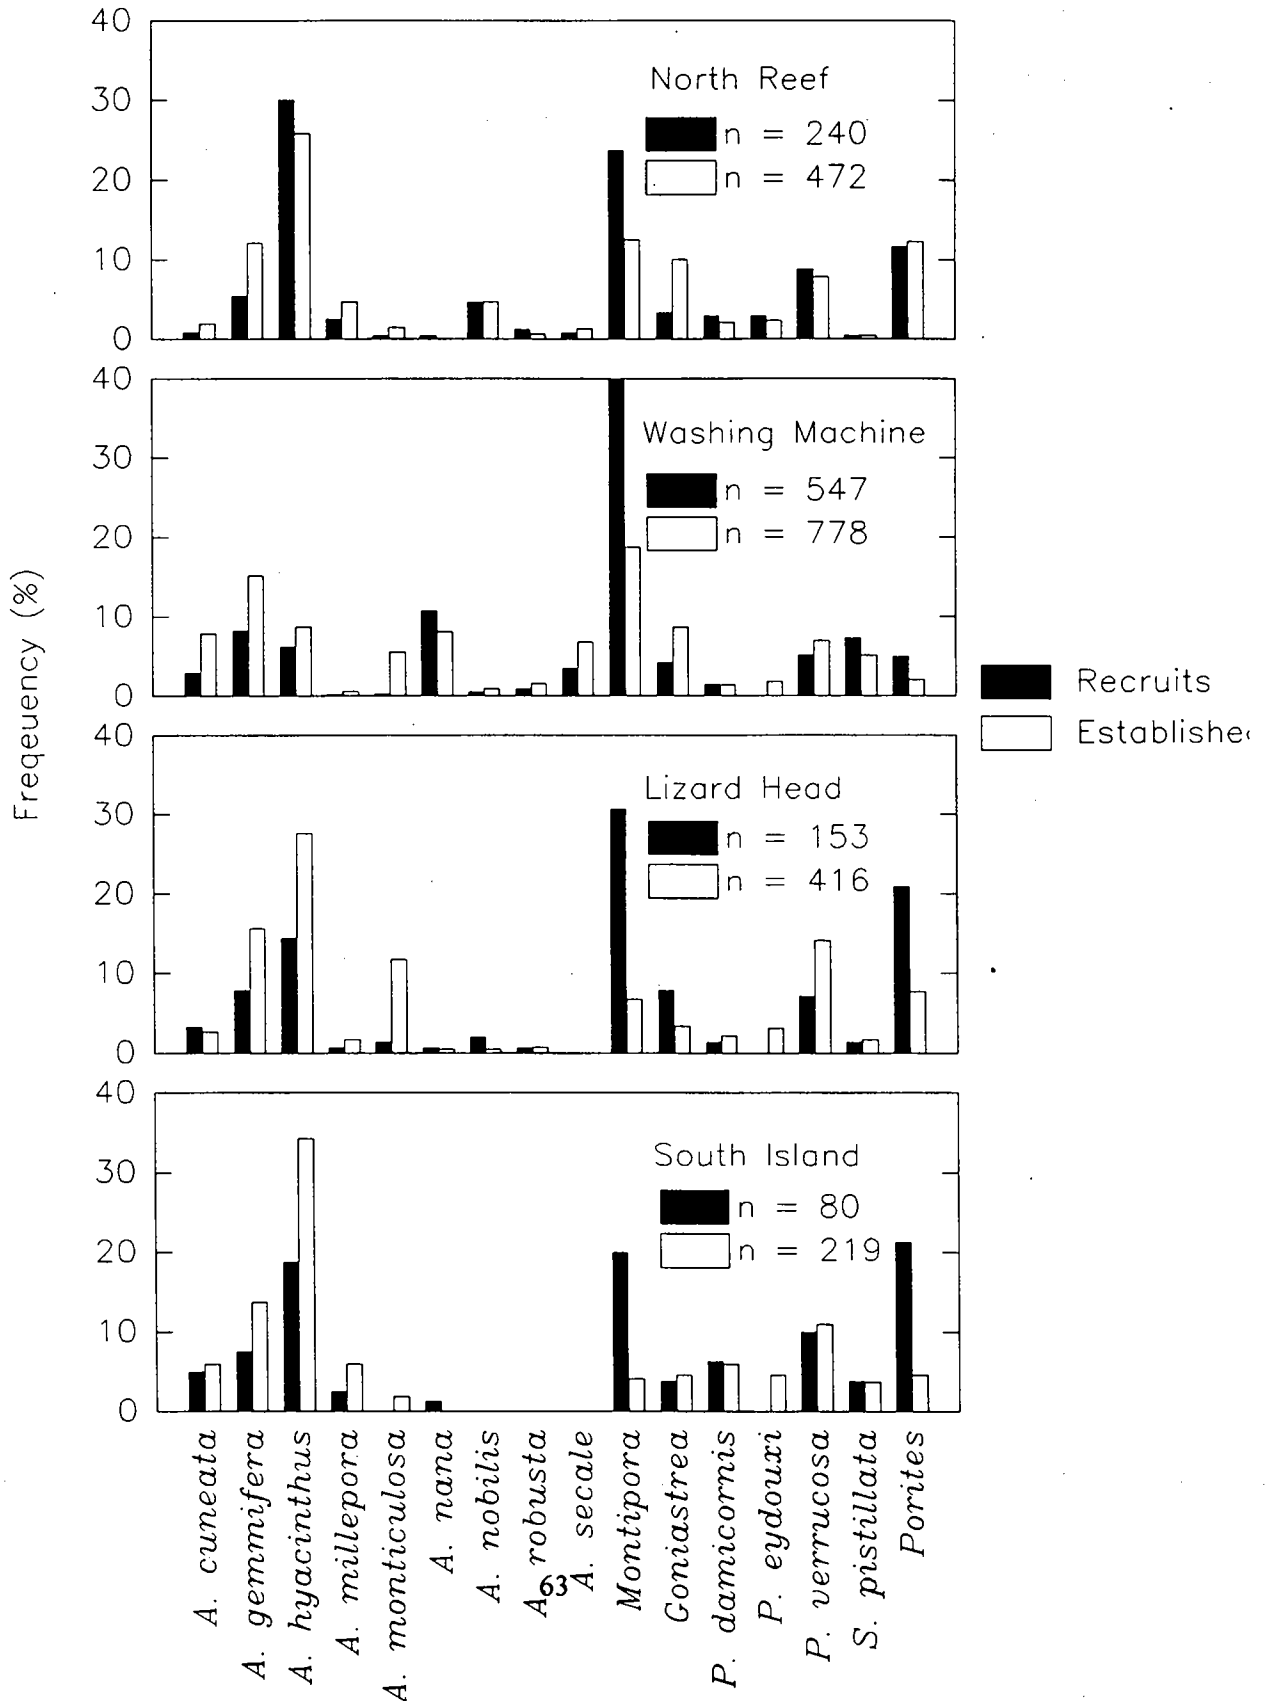 40
30
20
10
0
North Reef
n = 240
n = 472
40
30
20
10
0
Washing Machine
n = 547
n = 778
Freqeuency (%)
Recruits
Establishe
40
30
20
10
0
Lizard Head
n = 153
n = 416
40
30
20
10
0
South Island
n = 80
n = 219
A. cuneata
A. gemmifera
A. hyacinthus
A. millepora
A. monticulosa
A. nana
A. nobilis
A. robusta
A. secale
Montipora
Goniastrea
P. damicornis
P. eydouxi
P. verrucosa
S. pistillata
Porites
63